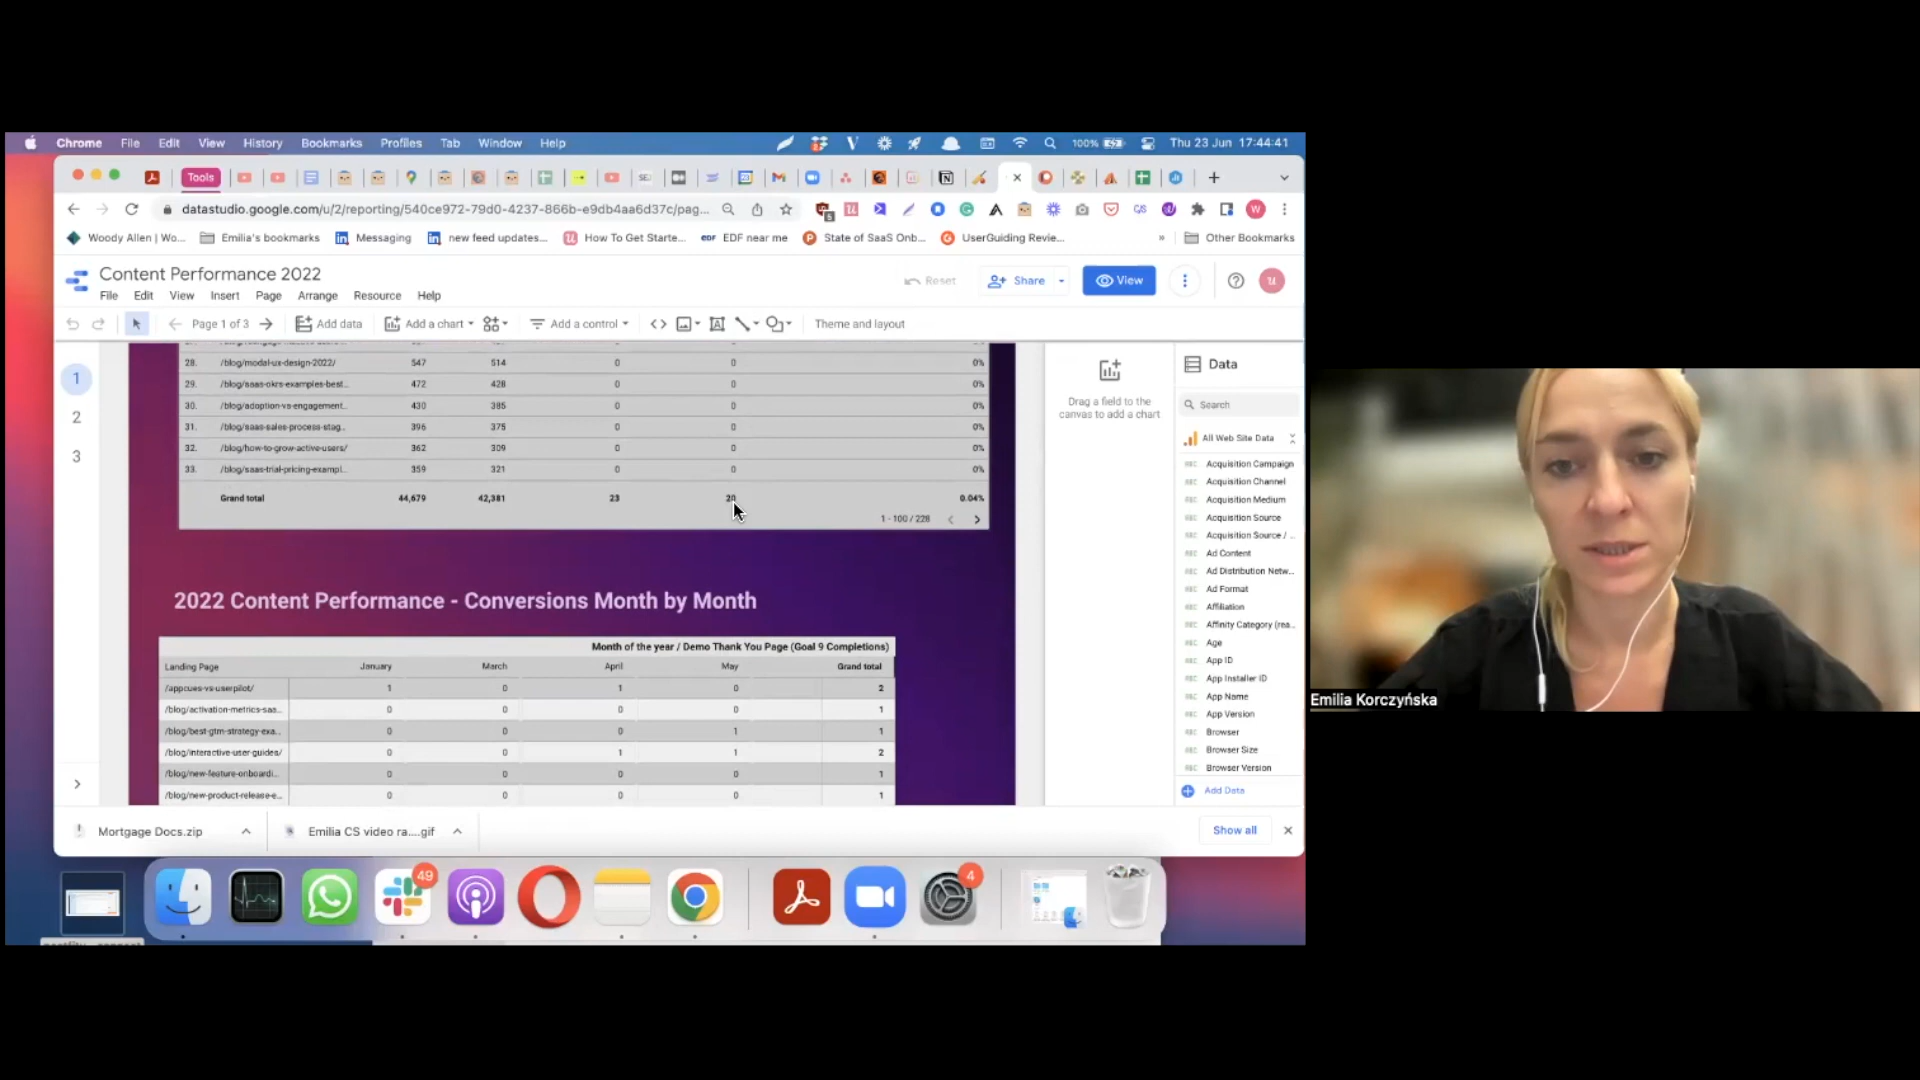 Chrome File Edit View History Bookmarks Profiles Tab Window Help 100% Thu 23 Jun 17:44:41
Tools
datastudio.google.com/u/2/reporting/540ce972-79d0-4237-866b-e9db4aa6d37c/pag...
Woody Allen | Wo... Emilia's bookmarks Messaging new feed updates... How To Get Starte... EDF near me State of SaaS Onb... UserGuiding Revie... » Other Bookmarks
Content Performance 2022
File Edit View Insert Page Arrange Resource Help
Reset Share View
Page 1 of 3 Add data Add a chart Add a control Theme and layout
1
2
3
28. /blog/modal-ux-design-2022/ 547 514 0 0 0%
29. /blog/saas-okrs-examples-best... 472 428 0 0 0%
30. /blog/adoption-vs-engagement... 430 385 0 0 0%
31. /blog/saas-sales-process-stag... 396 375 0 0 0%
32. /blog/how-to-grow-active-users/ 362 309 0 0 0%
33. /blog/saas-trial-pricing-exampl... 359 321 0 0 0%
Grand total 44,679 42,381 23 20 0.04%
1 - 100 / 228
2022 Content Performance - Conversions Month by Month
Month of the year / Demo Thank You Page (Goal 9 Completions)
Landing Page January March April May Grand total
/appcues-vs-userpilot/ 1 0 1 0 2
/blog/activation-metrics-saa... 0 0 0 0 1
/blog/best-gtm-strategy-exa... 0 0 0 1 1
/blog/interactive-user-guides/ 0 0 1 1 2
/blog/new-feature-onboardi... 0 0 0 0 1
/blog/new-product-release-e... 0 0 0 0 1
Drag a field to the
canvas to add a chart
Data
Search
All Web Site Data
Acquisition Campaign
Acquisition Channel
Acquisition Medium
Acquisition Source
Acquisition Source / ...
Ad Content
Ad Distribution Netw...
Ad Format
Affiliation
Affinity Category (rea...
Age
App ID
App Installer ID
App Name
App Version
Browser
Browser Size
Browser Version
Add Data
Mortgage Docs.zip Emilia CS video ra....gif Show all
49
4
Emilia Korczyńska